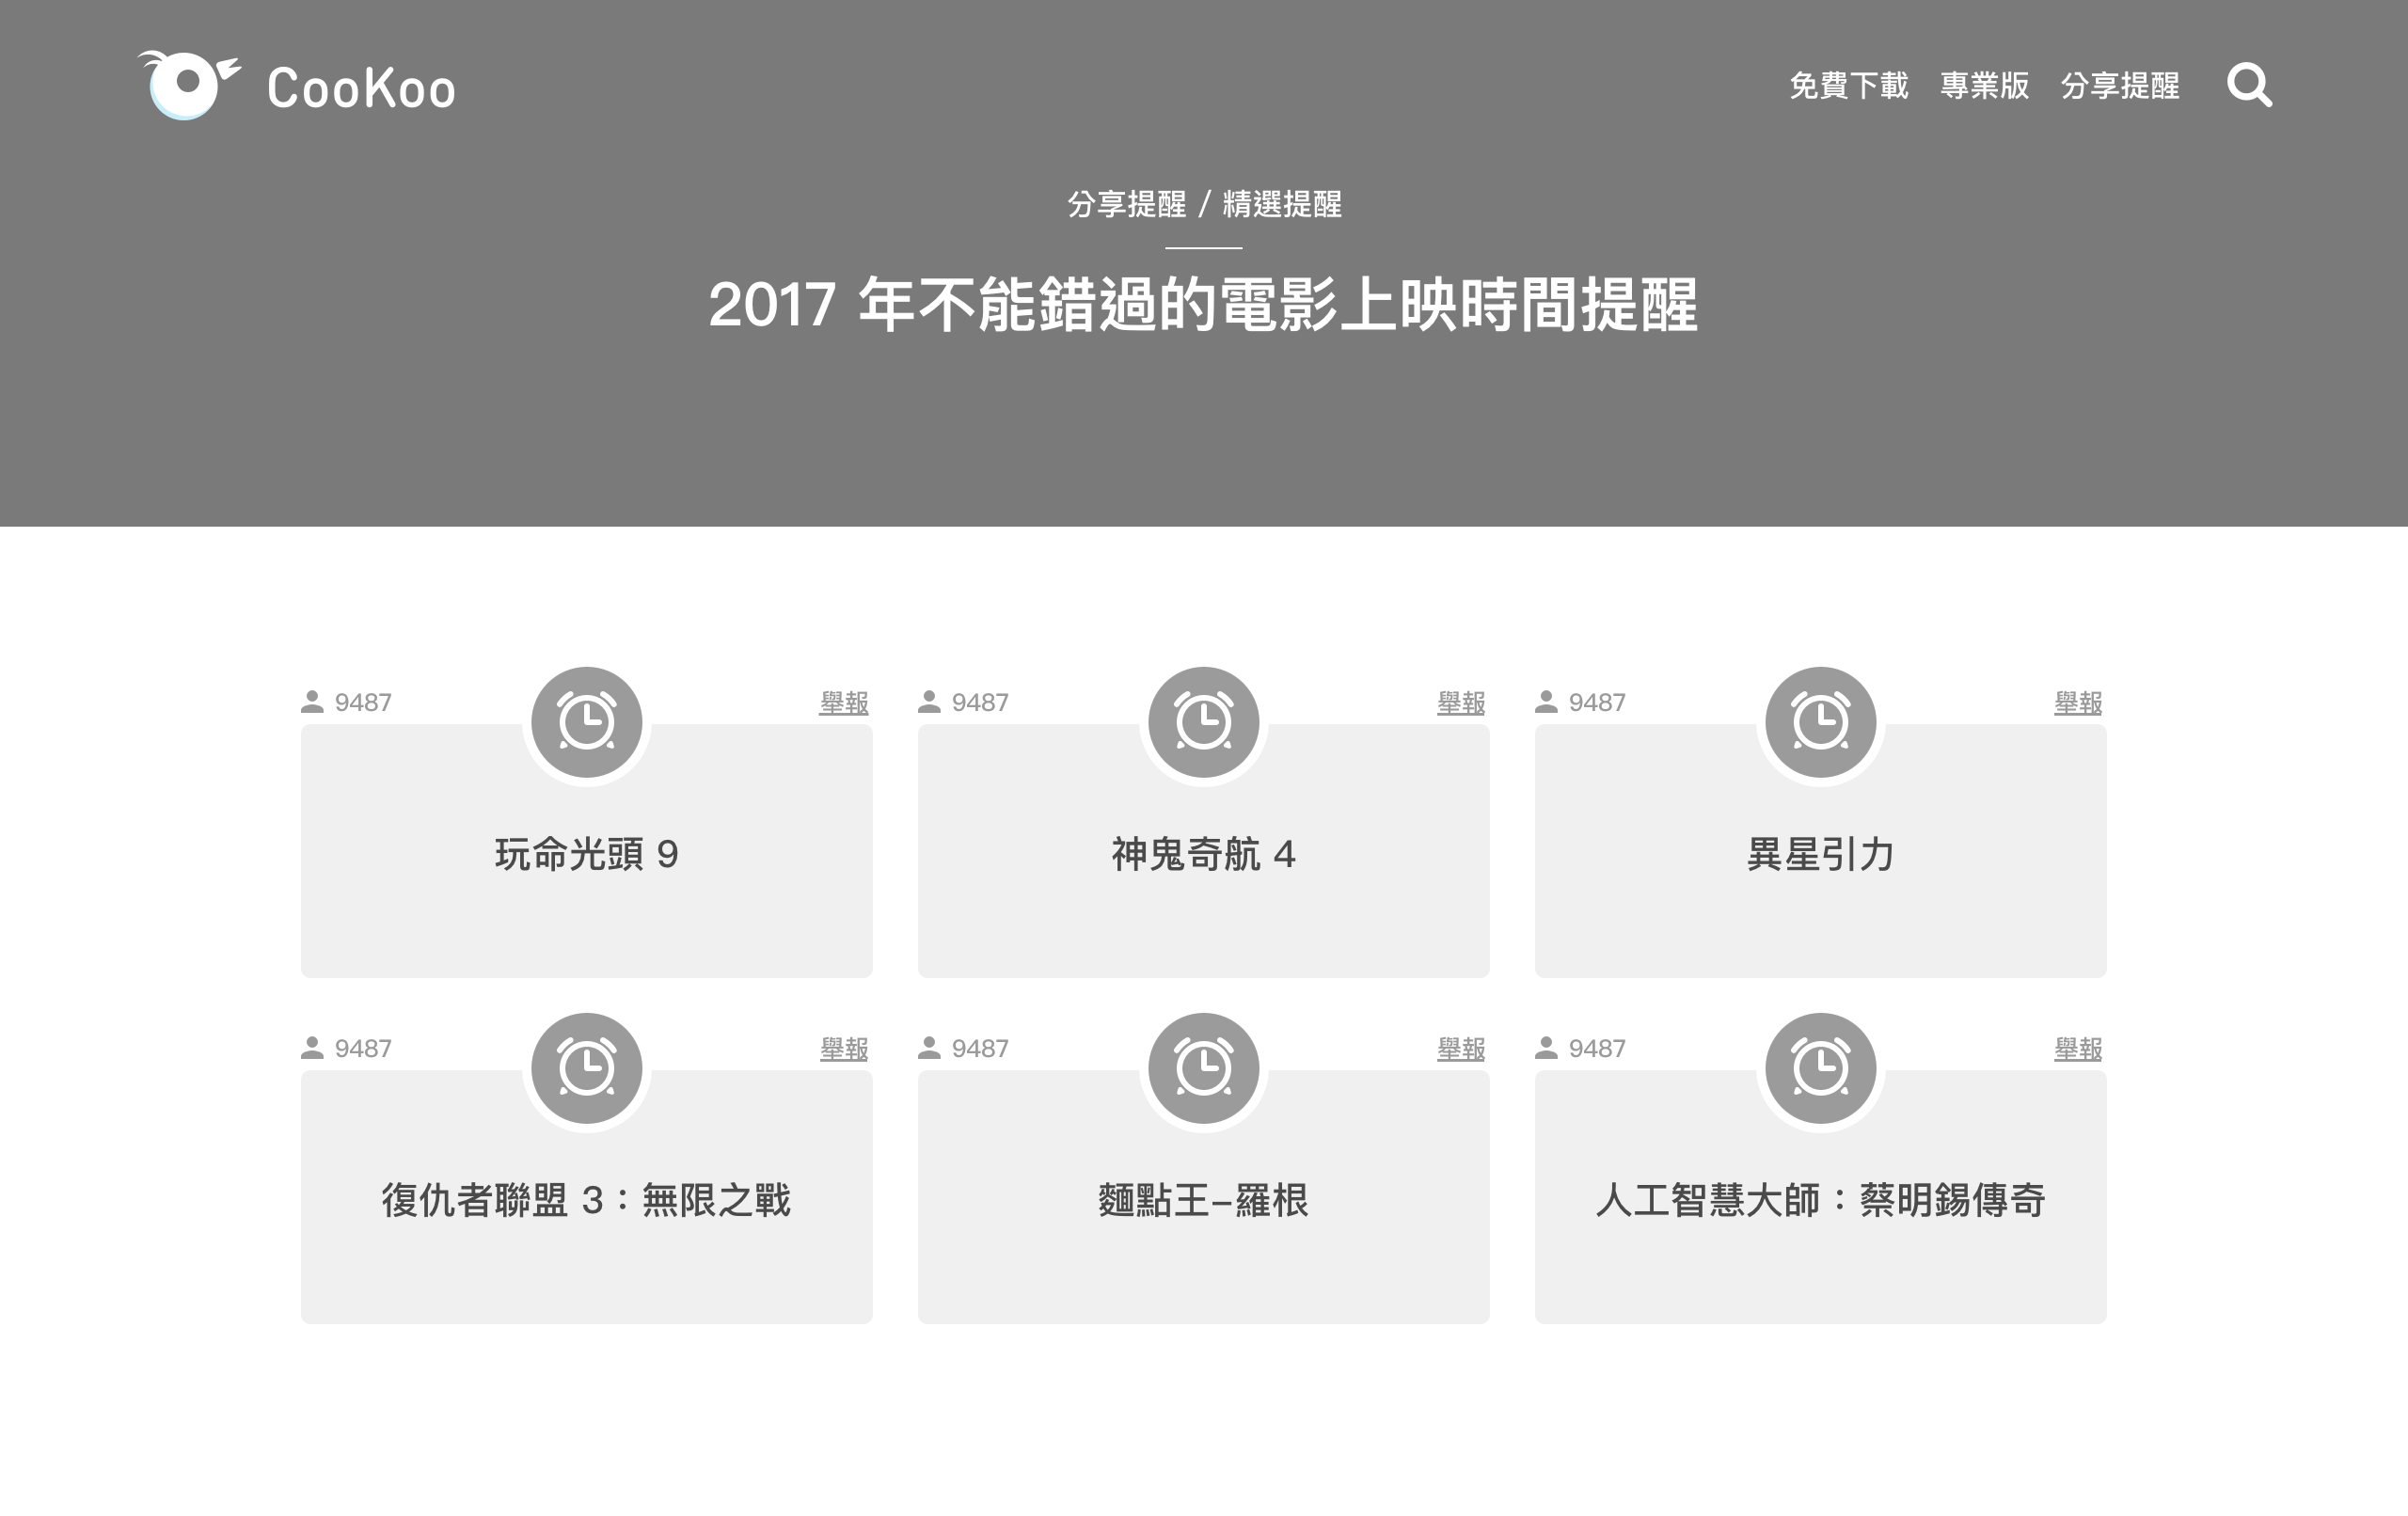 CooKoo
免費下載 專業版 分享提醒
分享提醒 / 精選提醒
2017 年不能錯過的電影上映時間提醒
9487 舉報
玩命光頭 9
9487 舉報
神鬼奇航 4
9487 舉報
異星引力
9487 舉報
復仇者聯盟 3：無限之戰
9487 舉報
蘱跕土-羅根
9487 舉報
人工智慧大師：蔡明錫傳奇